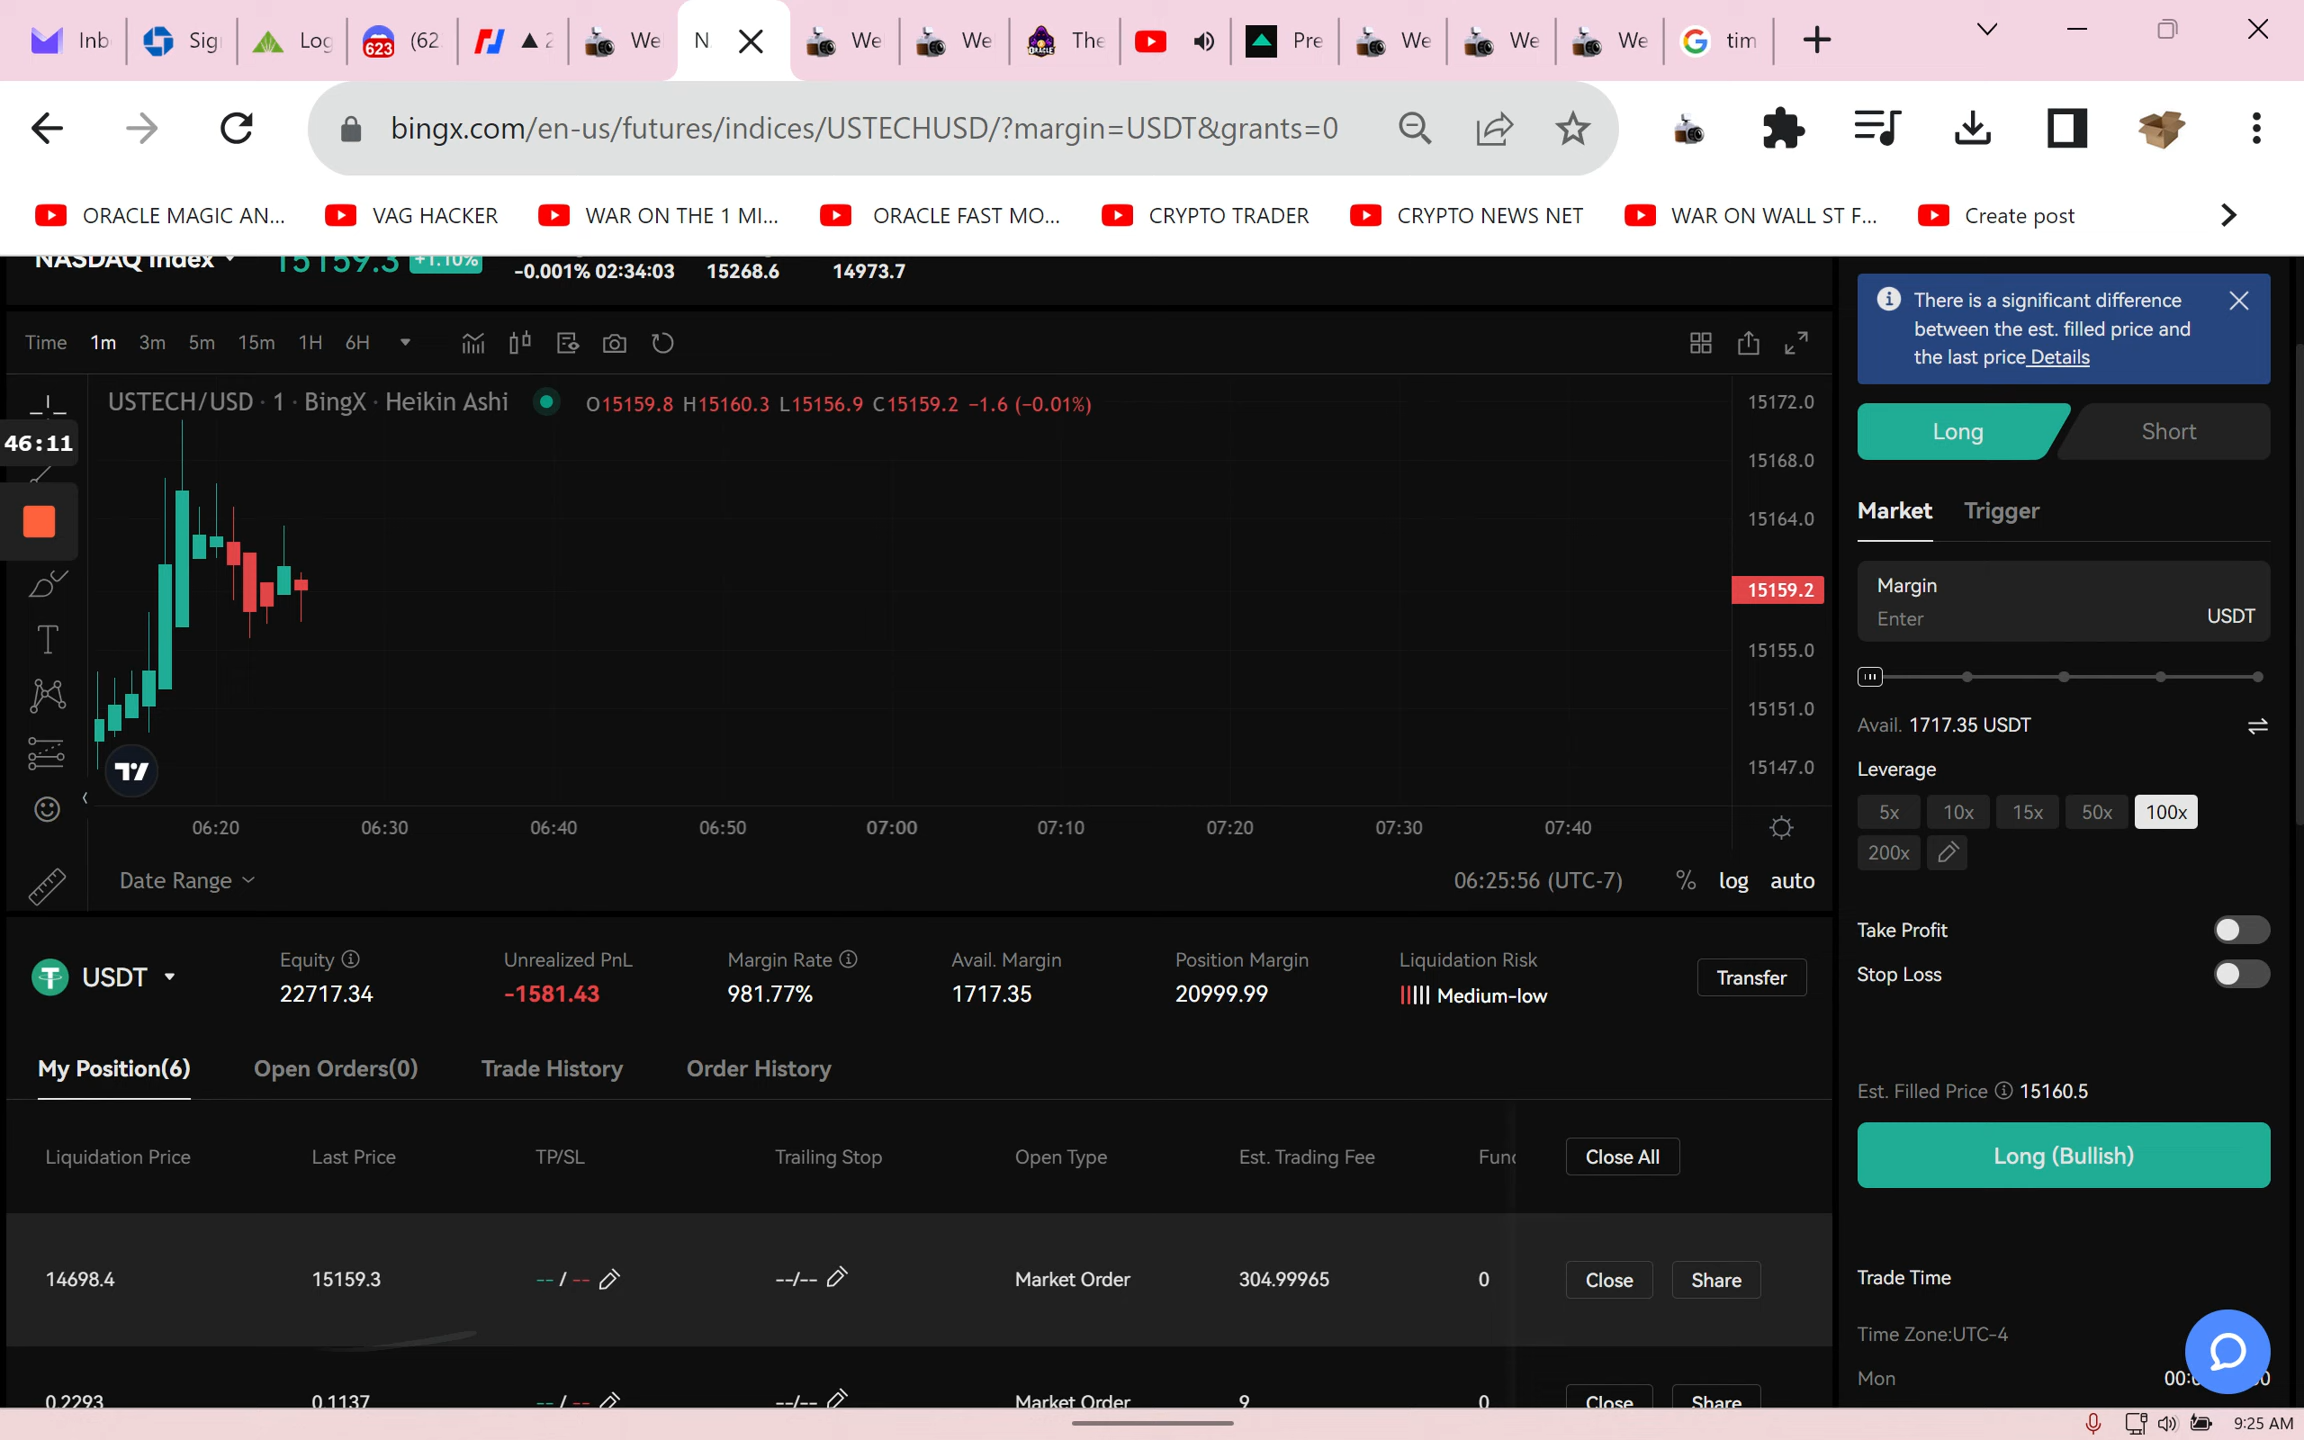 Inb
Sig
Log
623
(62
2
We
N
We
We
The
Pre
We
We
We
tim
bingx.com/en-us/futures/indices/USTECHUSD/?margin=USDT&grants=0
ORACLE MAGIC AN...
VAG HACKER
WAR ON THE 1 MI...
ORACLE FAST MO...
CRYPTO TRADER
CRYPTO NEWS NET
WAR ON WALL ST F...
Create post
NASDAQ Index 15159.3 +1.10%
-0.001% 02:34:03 15268.6 14973.7
Time 1m 3m 5m 15m 1H 6H
USTECH/USD · 1 · BingX · Heikin Ashi O15159.8 H15160.3 L15156.9 C15159.2 −1.6 (−0.01%)
46:11
15172.0
15168.0
15164.0
15159.2
15155.0
15151.0
15147.0
06:20 06:30 06:40 06:50 07:00 07:10 07:20 07:30 07:40
Date Range 06:25:56 (UTC-7) % log auto
USDT
Equity Unrealized PnL Margin Rate Avail. Margin Position Margin Liquidation Risk
22717.34 -1581.43 981.77% 1717.35 20999.99 Medium-low
Transfer
My Position(6) Open Orders(0) Trade History Order History
Liquidation Price Last Price TP/SL Trailing Stop Open Type Est. Trading Fee Func Close All
14698.4 15159.3 -- / -- --/-- Market Order 304.99965 0 Close Share
0.2293 0.1137 -- / -- --/-- Market Order 9 0 Close Share
There is a significant difference
between the est. filled price and
the last price Details
Long Short
Market Trigger
Margin
Enter USDT
Avail. 1717.35 USDT
Leverage
5x 10x 15x 50x 100x
200x
Take Profit
Stop Loss
Est. Filled Price 15160.5
Long (Bullish)
Trade Time
Time Zone:UTC-4
Mon
9:25 AM